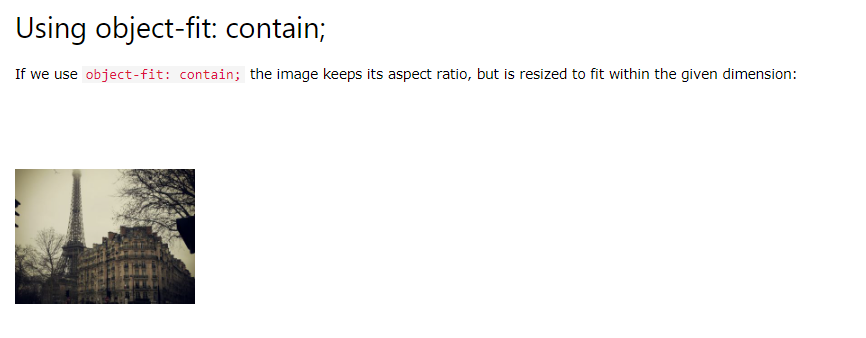 Using object-fit: contain;
If we use object-fit: contain; the image keeps its aspect ratio, but is resized to fit within the given dimension: